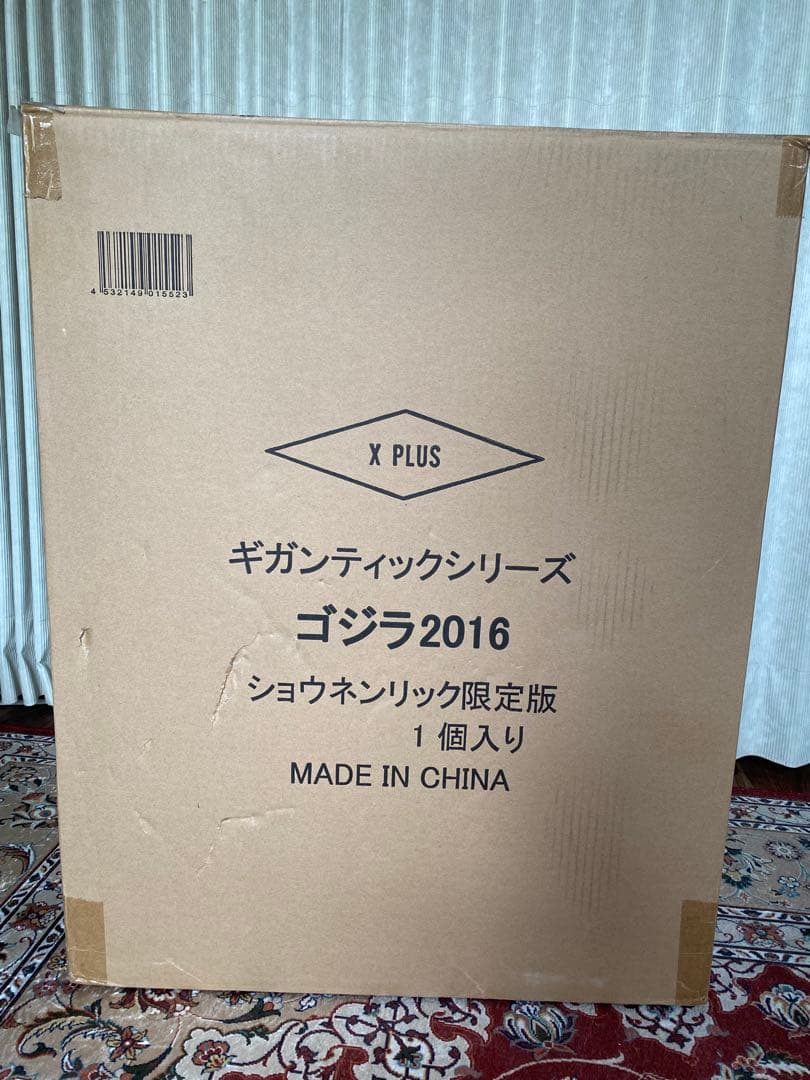 4 532149 015523
X PLUS
ギガンティックシリーズ
ゴジラ2016
ショウネンリック限定版
1個入り
MADE IN CHINA